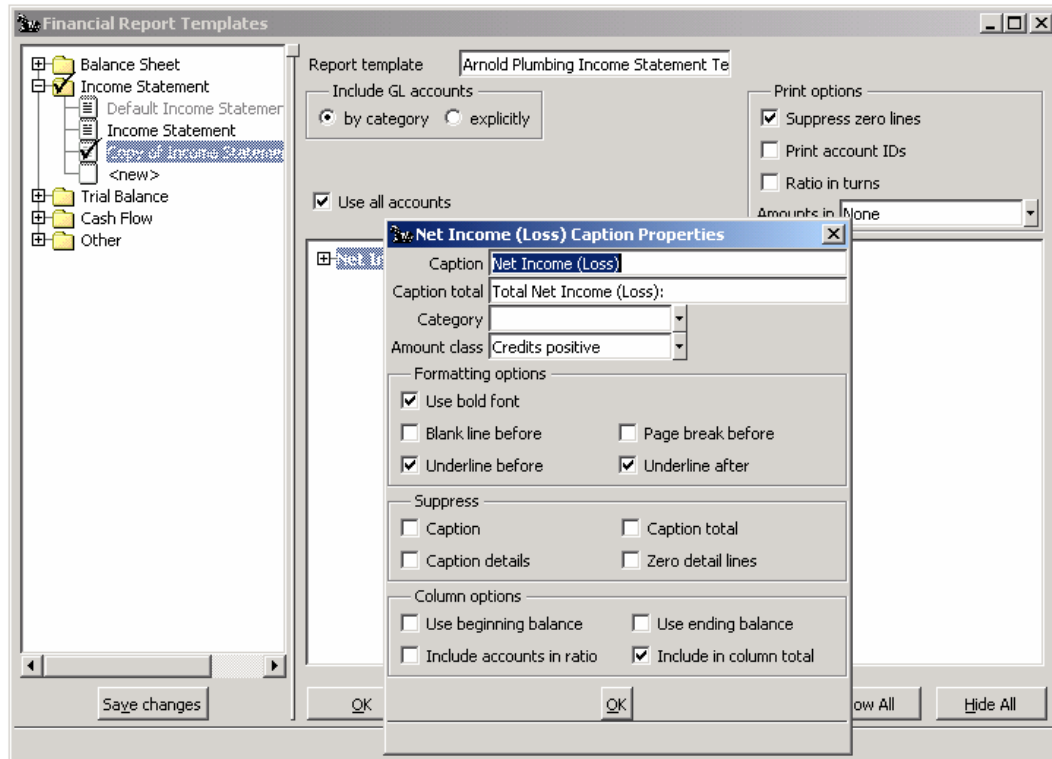 Financial Report Templates
Balance Sheet
Income Statement
Default Income Statemer
Income Statement
Copy of Income Stateme
<new>
Trial Balance
Cash Flow
Other
Save changes
Report template Arnold Plumbing Income Statement Te
Include GL accounts
by category explicitly
Use all accounts
Print options
Suppress zero lines
Print account IDs
Ratio in turns
Amounts in None
Net In
Net Income (Loss) Caption Properties
Caption Net Income (Loss)
Caption total Total Net Income (Loss):
Category
Amount class Credits positive
Formatting options
Use bold font
Blank line before Page break before
Underline before Underline after
Suppress
Caption Caption total
Caption details Zero detail lines
Column options
Use beginning balance Use ending balance
Include accounts in ratio Include in column total
OK
OK ow All Hide All